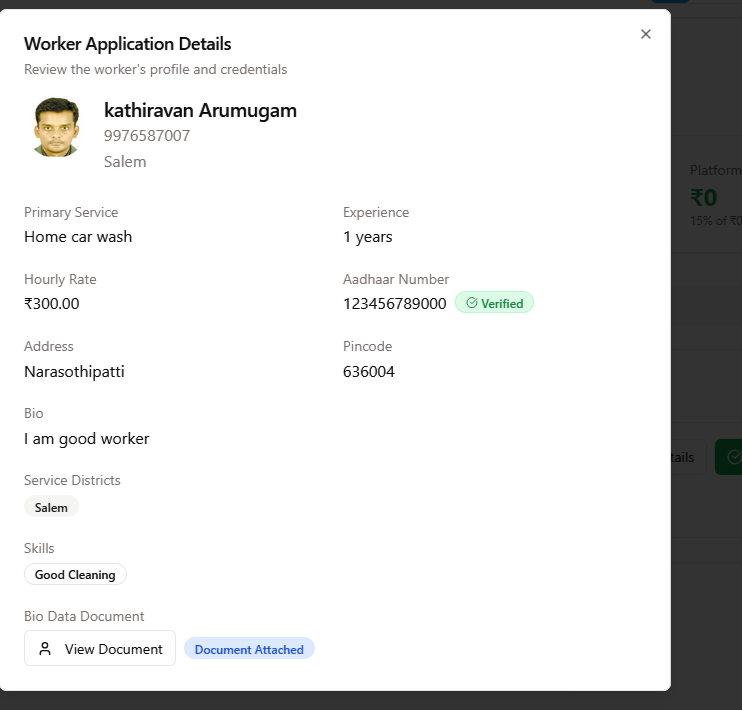 Worker Application Details
Review the worker's profile and credentials
kathiravan Arumugam
9976587007
Salem
Primary Service
Home car wash
Experience
1 years
Hourly Rate
₹300.00
Aadhaar Number
123456789000 Verified
Address
Narasothipatti
Pincode
636004
Bio
I am good worker
Service Districts
Salem
Skills
Good Cleaning
Bio Data Document
View Document Document Attached
Platform
₹0
15% of ₹0
tails